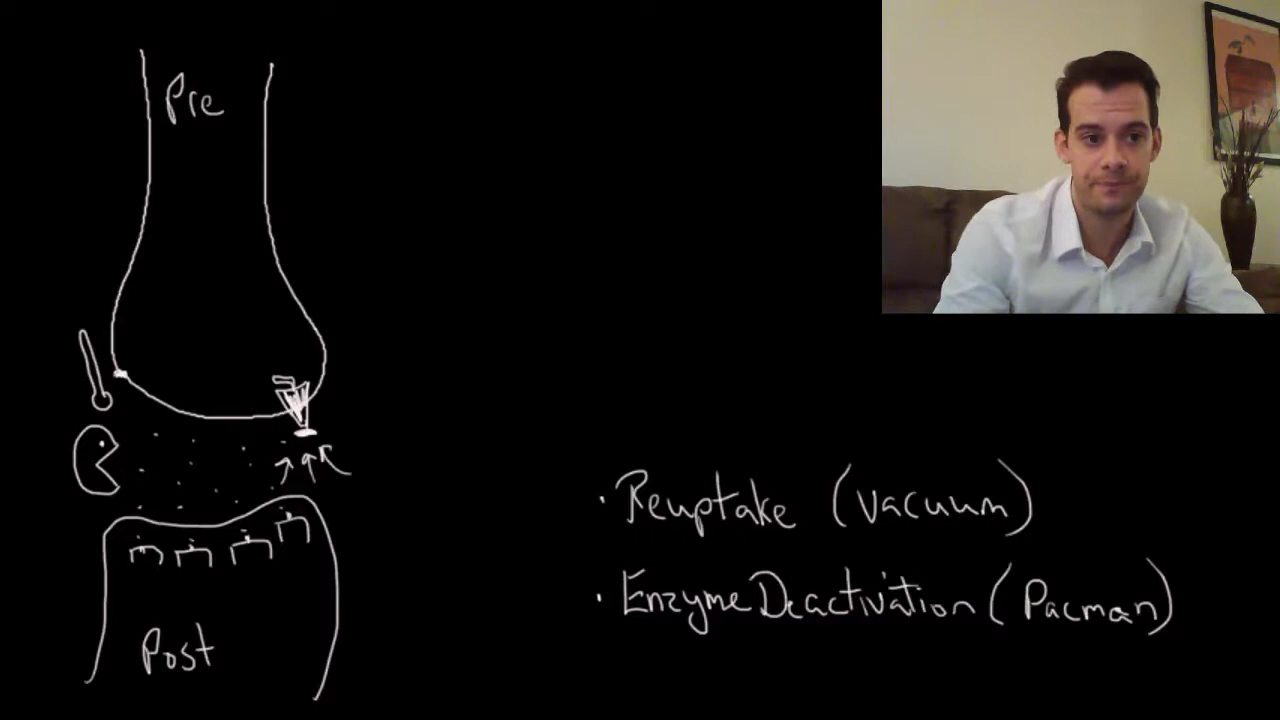 Pre
• Reuptake (vacuum)
• Enzyme Deactivation (Pacman)
Post